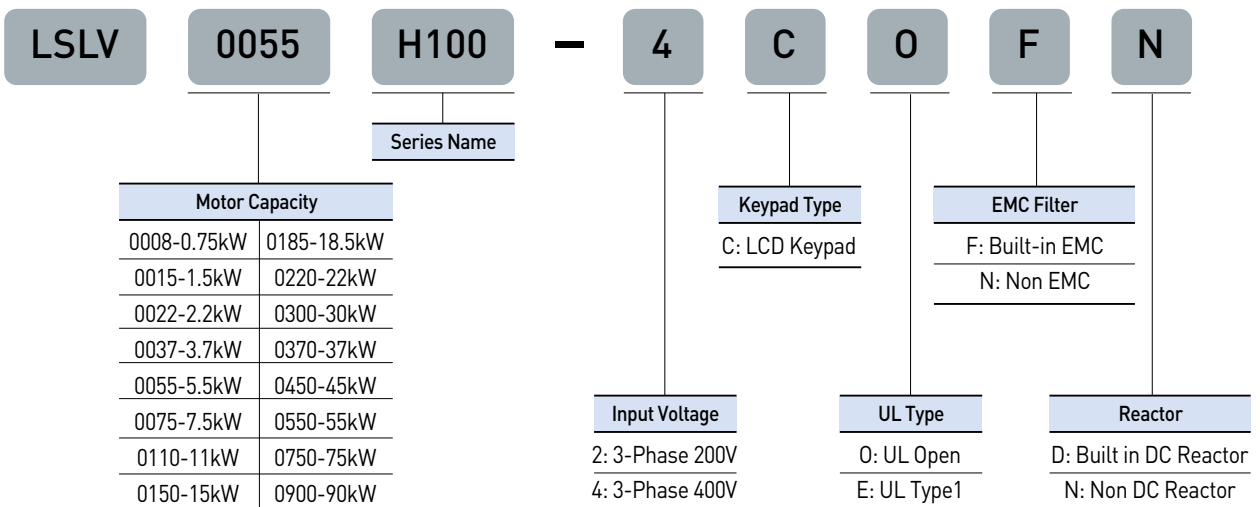 LSLV 0055 H100 – 4 C O F N
Series Name
Motor Capacity
0008-0.75kW 0185-18.5kW
0015-1.5kW 0220-22kW
0022-2.2kW 0300-30kW
0037-3.7kW 0370-37kW
0055-5.5kW 0450-45kW
0075-7.5kW 0550-55kW
0110-11kW 0750-75kW
0150-15kW 0900-90kW
Keypad Type
C: LCD Keypad
EMC Filter
F: Built-in EMC
N: Non EMC
Input Voltage
2: 3-Phase 200V
4: 3-Phase 400V
UL Type
O: UL Open
E: UL Type1
Reactor
D: Built in DC Reactor
N: Non DC Reactor